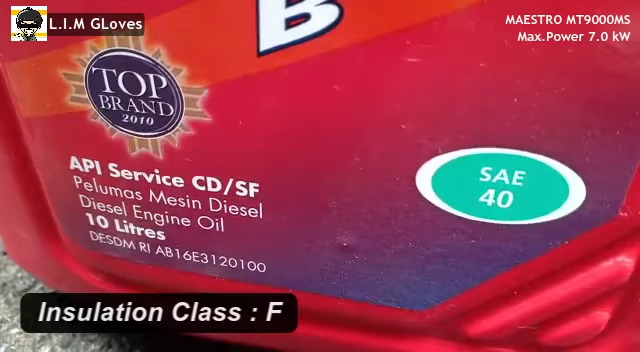 L.I.M GLoves
MAESTRO MT9000MS
Max.Power 7.0 kW
B
TOP
BRAND
2010
API Service CD/SF
Pelumas Mesin Diesel
Diesel Engine Oil
10 Litres
DESDM RI AB16E3120100
SAE
40
Insulation Class : F